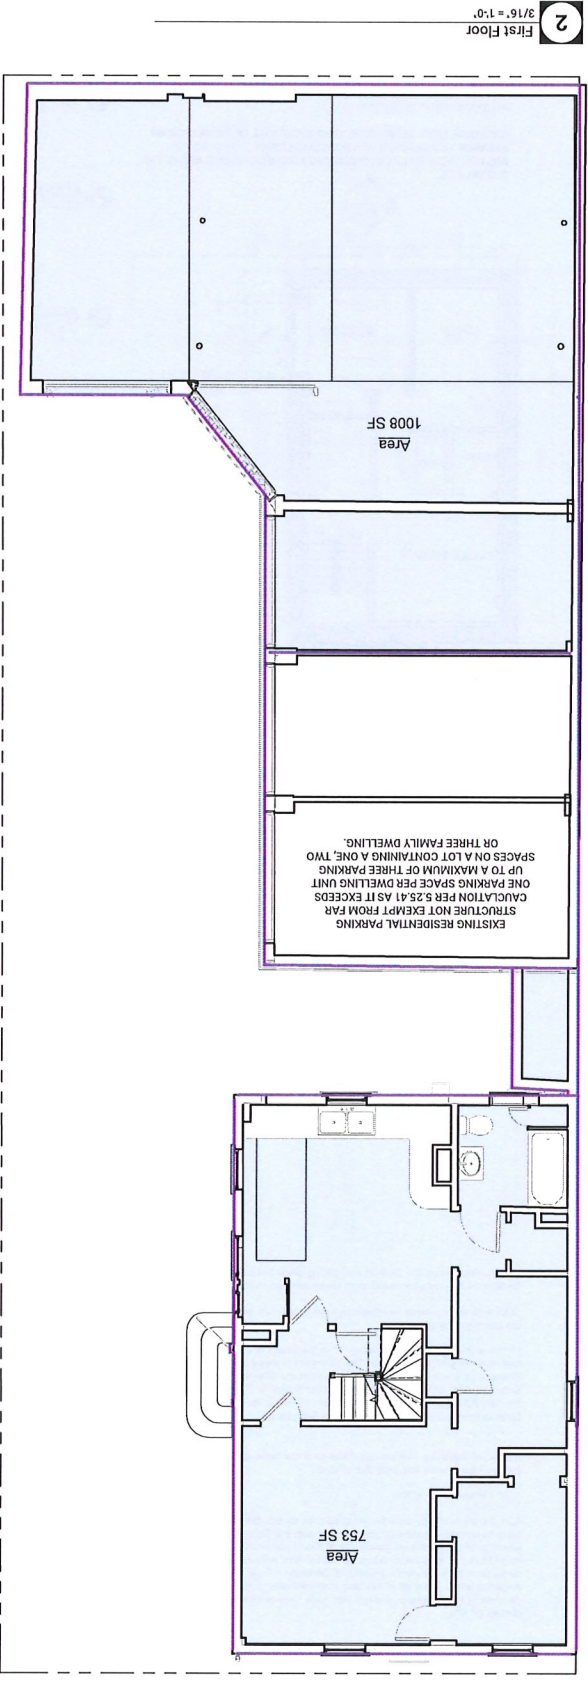 Area
753 SF
EXISTING RESIDENTIAL PARKING
STRUCTURE NOT EXEMPT FROM FAR
CAUCLATION PER 5.25.41 AS IT EXCEEDS
ONE PARKING SPACE PER DWELLING UNIT
UP TO A MAXIMUM OF THREE PARKING
SPACES ON A LOT CONTAINING A ONE, TWO
OR THREE FAMILY DWELLING.
Area
1008 SF
2
First Floor
3/16" = 1'-0"